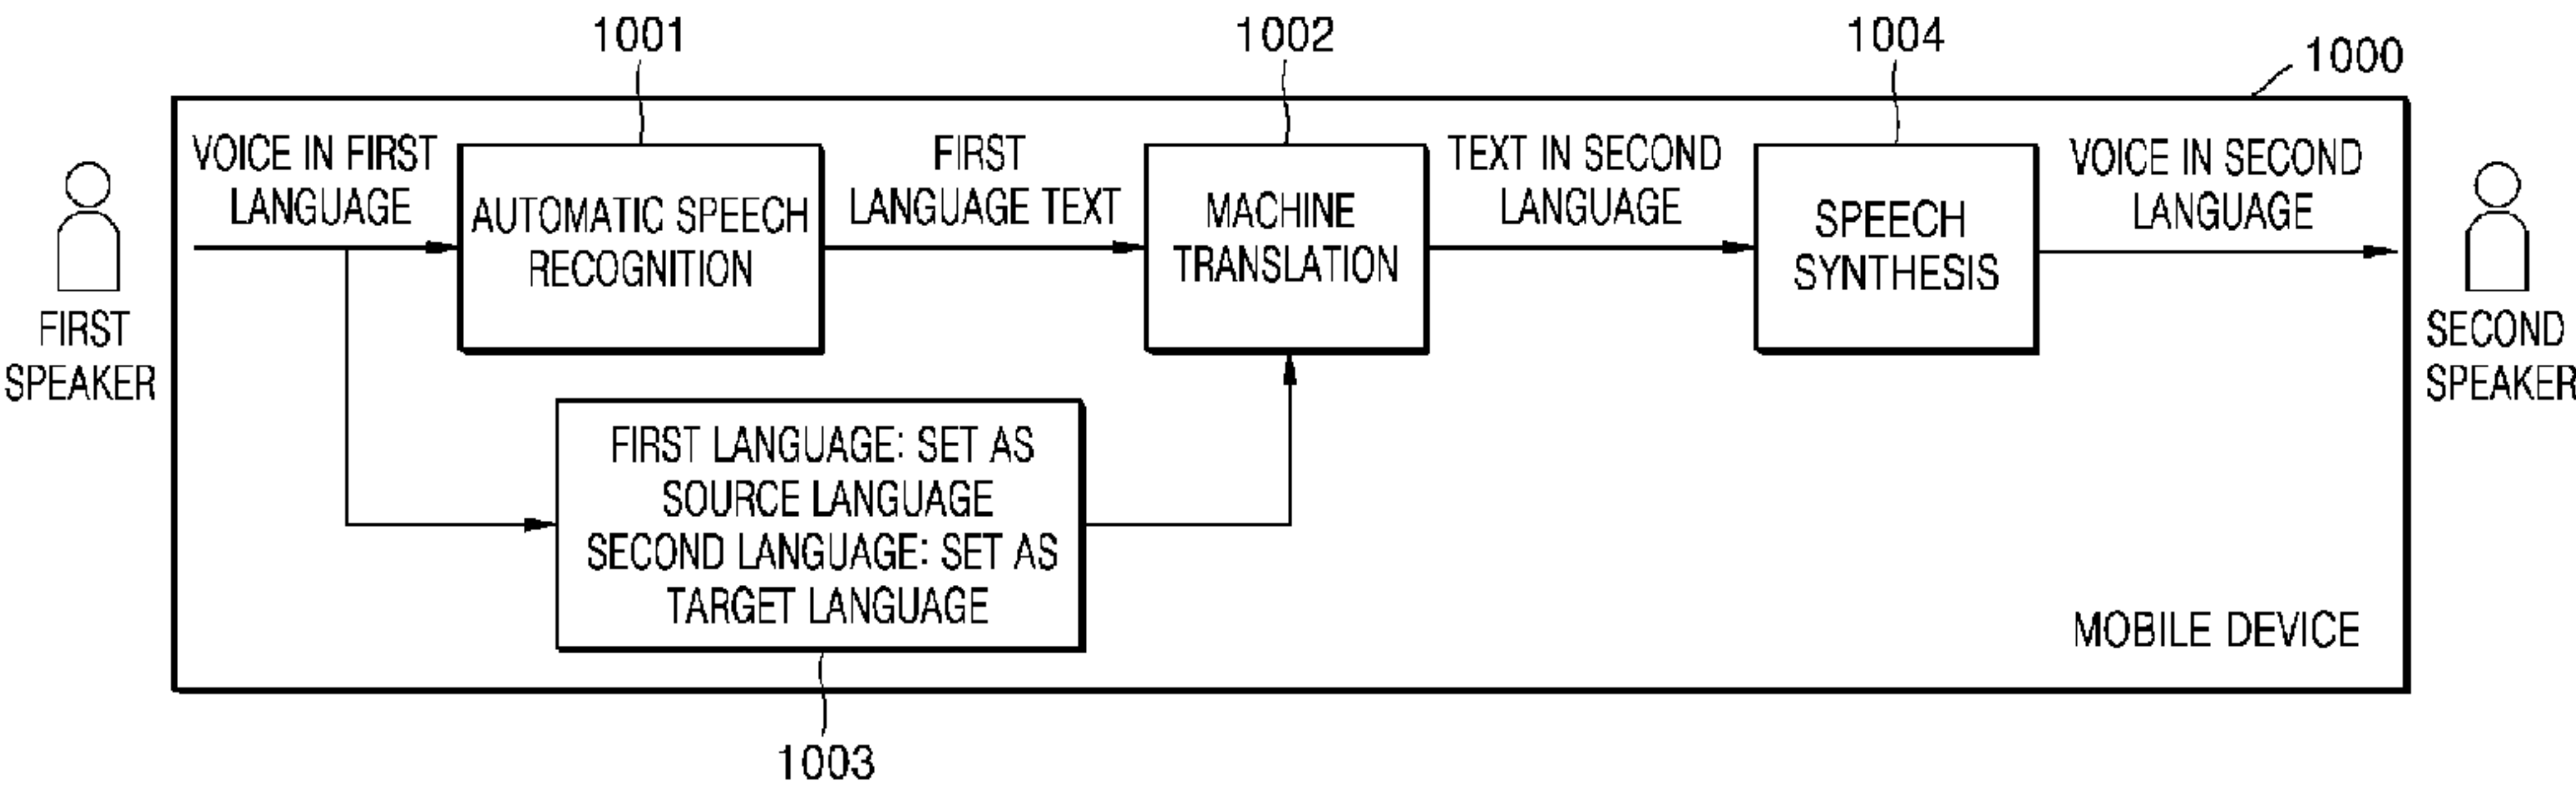 1001
1002
1004
1000
VOICE IN FIRST
LANGUAGE
AUTOMATIC SPEECH
RECOGNITION
FIRST
LANGUAGE TEXT
MACHINE
TRANSLATION
TEXT IN SECOND
LANGUAGE
SPEECH
SYNTHESIS
VOICE IN SECOND
LANGUAGE
FIRST
SPEAKER
SECOND
SPEAKER
FIRST LANGUAGE: SET AS
SOURCE LANGUAGE
SECOND LANGUAGE: SET AS
TARGET LANGUAGE
MOBILE DEVICE
1003